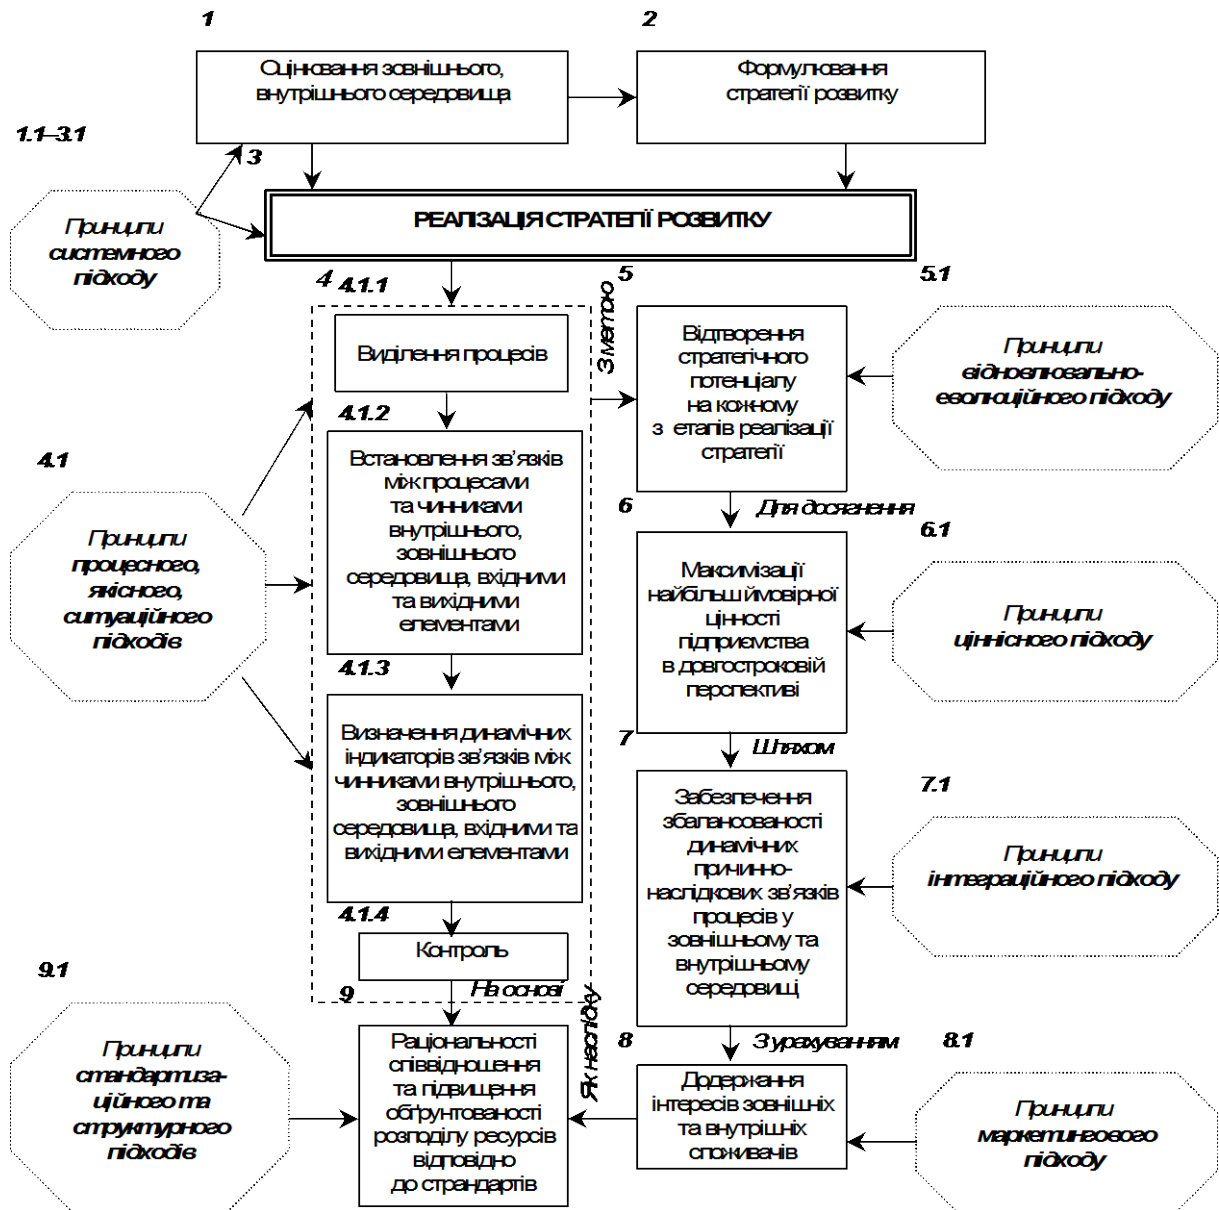 1
2
Оцінювання зовнішнього,
внутрішнього середовища
Формулювання
стратегії розвитку
1.1–3.1
3
Принципи
системного
підходу
РЕАЛІЗАЦІЯ СТРАТЕГІЇ РОЗВИТКУ
4
4.1.1
З метою
5
5.1
Виділення процесів
Відтворення
стратегічного
потенціалу
на кожному
з етапів реалізації
стратегії
Принципи
відновлювально-
еволюційного підходу
4.1.2
4.1
Встановлення зв’язків
між процесами
та чинниками
внутрішнього,
зовнішнього
середовища, вхідними
та вихідними
елементами
Принципи
процесного,
якісного,
ситуаційного
підходів
6
Для досягнення
6.1
Максимізації
найбільш ймовірної
цінності
підприємства
в довгостроковій
перспективі
Принципи
ціннісного підходу
4.1.3
Визначення динамічних
індикаторів зв’язків між
чинниками внутрішнього,
зовнішнього
середовища, вхідними та
вихідними елементами
7
Шляхом
7.1
Забезпечення
збалансованості
динамічних
причинно-
наслідкових зв’язків
процесів у
зовнішньому та
внутрішньому
середовищі
Принципи
інтеграційного підходу
4.1.4
Контроль
9.1
9
На основі
Як наслідку
8
З урахуванням
8.1
Принципи
стандартиза-
ційного та
структурного
підходів
Раціональності
співвідношення
та підвищення
обґрунтованості
розподілу ресурсів
відповідно
до страндартів
Додержання
інтересів зовнішніх
та внутрішніх
споживачів
Принципи
маркетингового
підходу